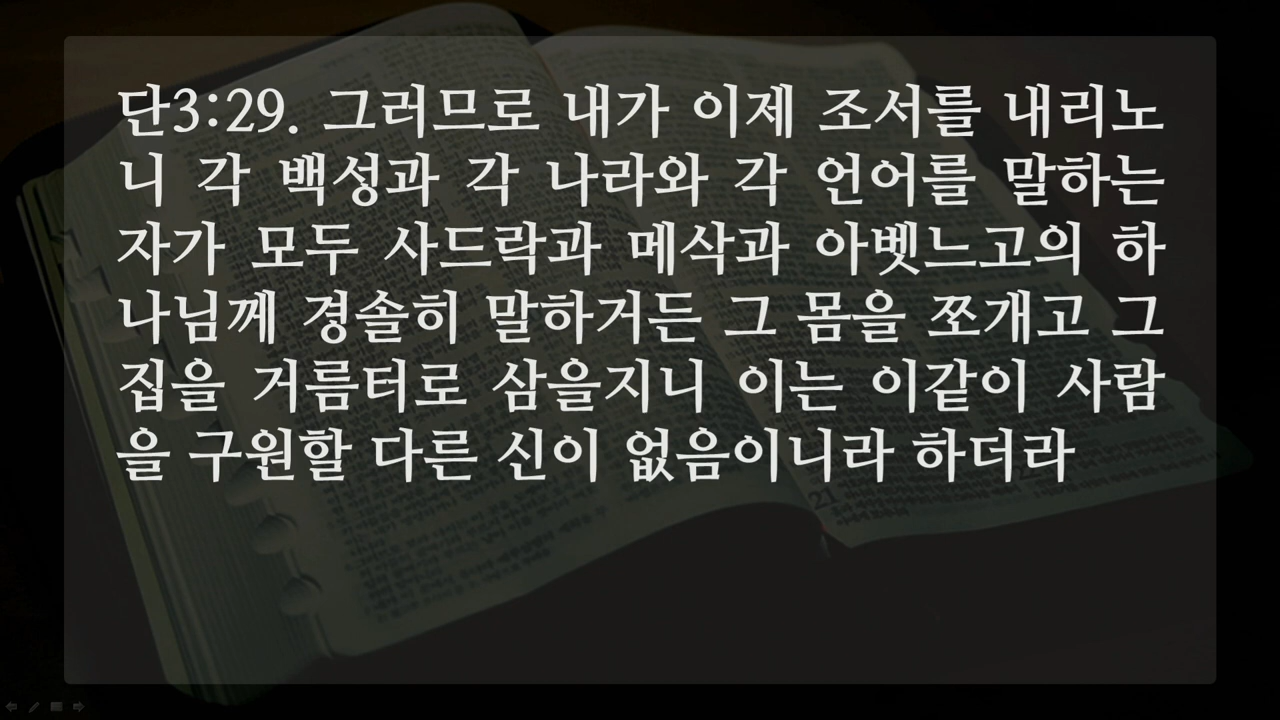 단3:29. 그러므로 내가 이제 조서를 내리노
니 각 백성과 각 나라와 각 언어를 말하는
자가 모두 사드락과 메삭과 아벳느고의 하
나님께 경솔히 말하거든 그 몸을 쪼개고 그
집을 거름터로 삼을지니 이는 이같이 사람
을 구원할 다른 신이 없음이니라 하더라
21